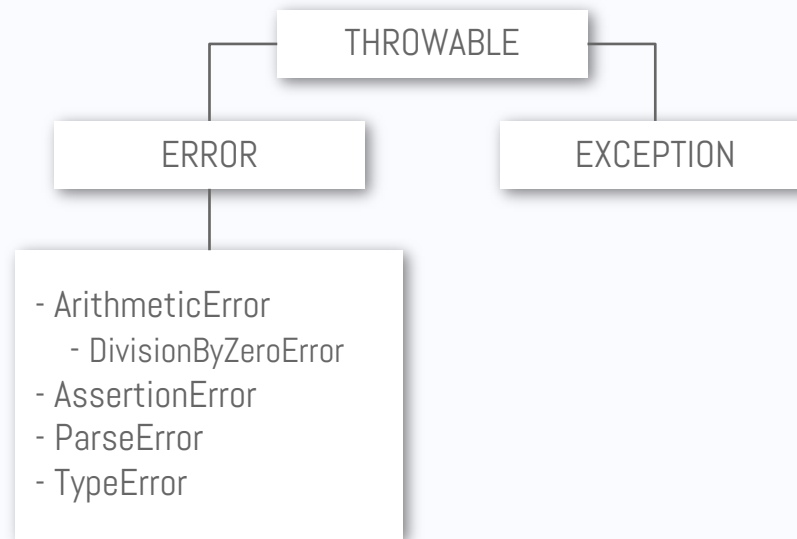 THROWABLE
ERROR
EXCEPTION
- ArithmeticError
- DivisionByZeroError
- AssertionError
- ParseError
- TypeError